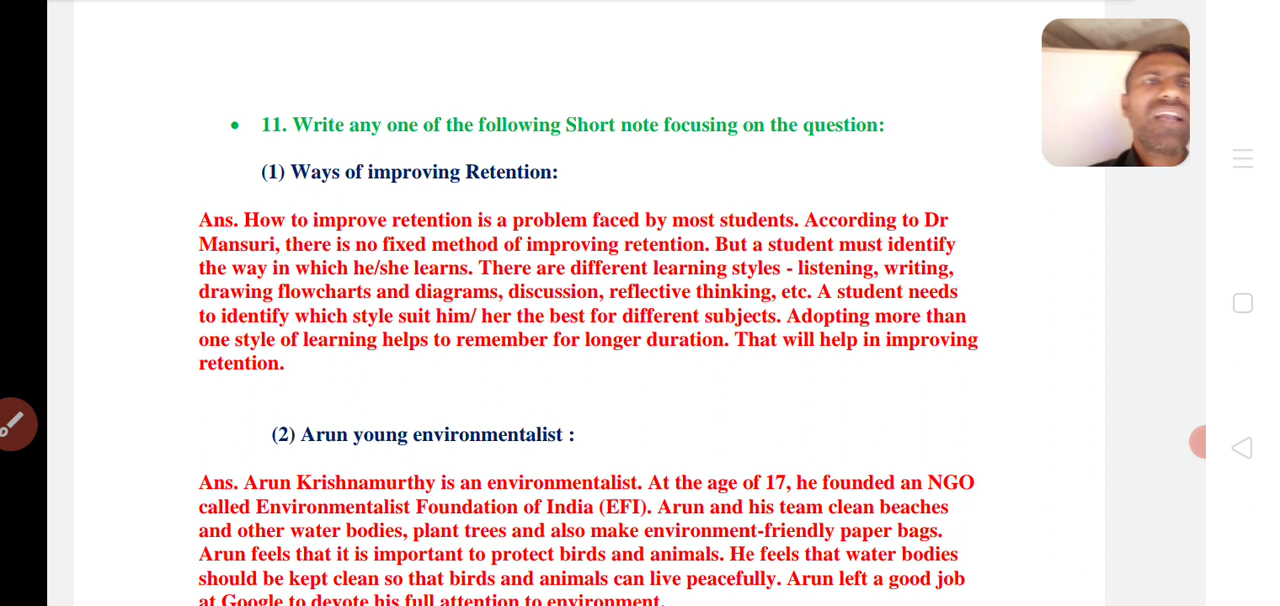 • 11. Write any one of the following Short note focusing on the question:
(1) Ways of improving Retention:
Ans. How to improve retention is a problem faced by most students. According to Dr
Mansuri, there is no fixed method of improving retention. But a student must identify
the way in which he/she learns. There are different learning styles - listening, writing,
drawing flowcharts and diagrams, discussion, reflective thinking, etc. A student needs
to identify which style suit him/ her the best for different subjects. Adopting more than
one style of learning helps to remember for longer duration. That will help in improving
retention.
(2) Arun young environmentalist :
Ans. Arun Krishnamurthy is an environmentalist. At the age of 17, he founded an NGO
called Environmentalist Foundation of India (EFI). Arun and his team clean beaches
and other water bodies, plant trees and also make environment-friendly paper bags.
Arun feels that it is important to protect birds and animals. He feels that water bodies
should be kept clean so that birds and animals can live peacefully. Arun left a good job
at Google to devote his full attention to environment.